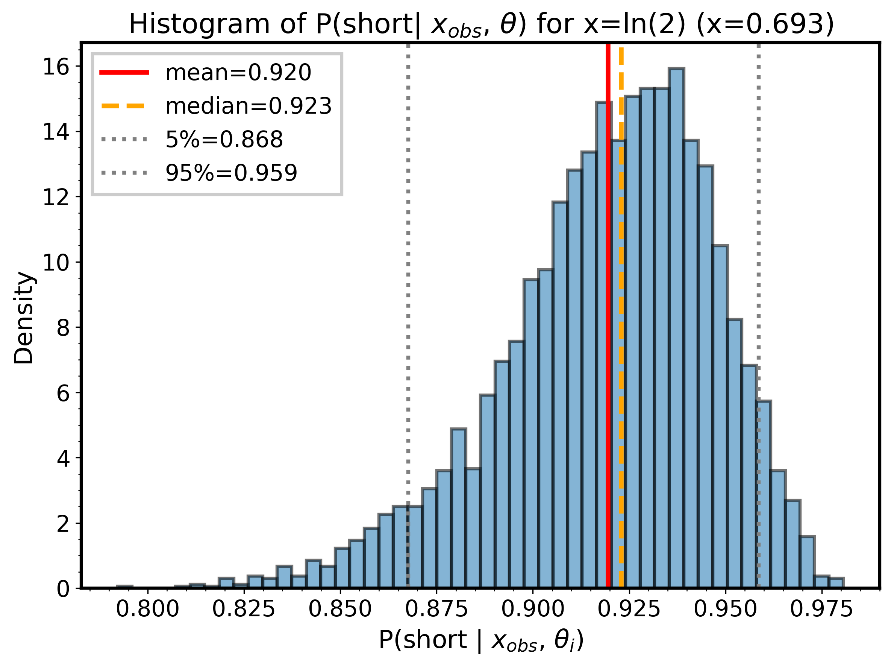 Histogram of P(short| x_obs, θ) for x=ln(2) (x=0.693)
mean=0.920
median=0.923
5%=0.868
95%=0.959
Density
16
14
12
10
8
6
4
2
0
0.800 0.825 0.850 0.875 0.900 0.925 0.950 0.975
P(short | x_obs, θ_i)